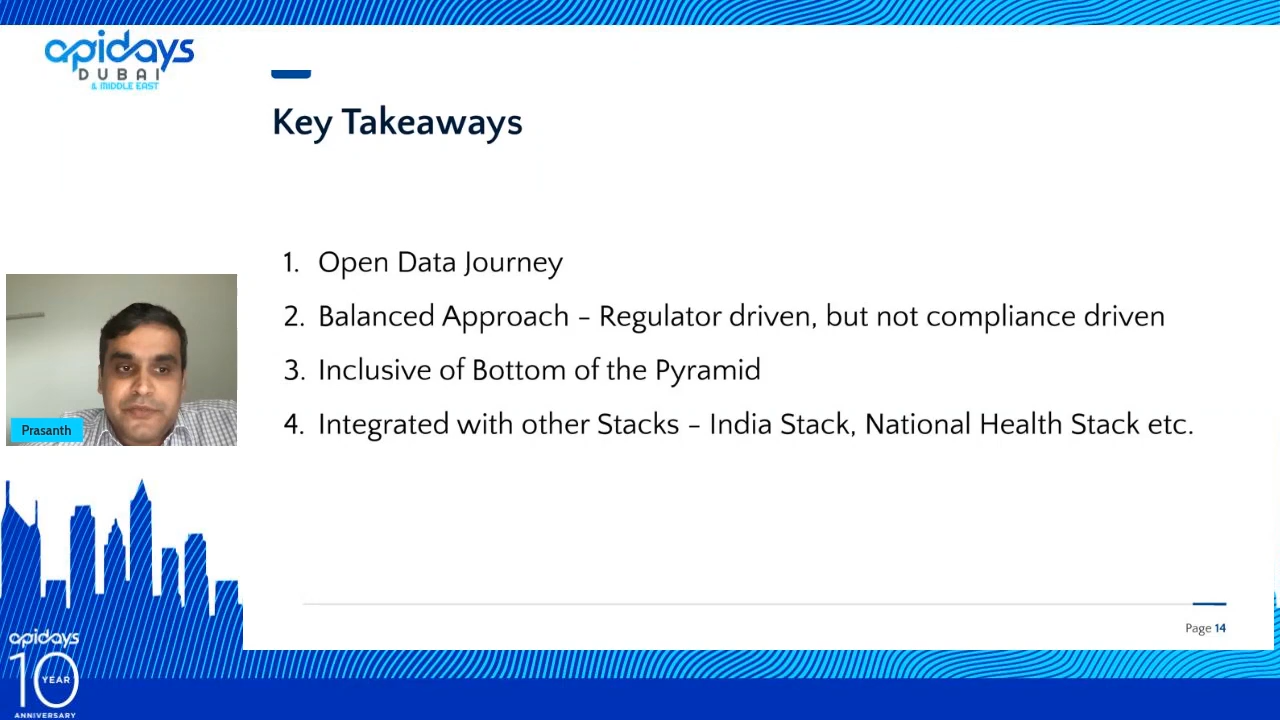 apidays
DUBAI
& MIDDLE EAST
Key Takeaways
1. Open Data Journey
2. Balanced Approach – Regulator driven, but not compliance driven
3. Inclusive of Bottom of the Pyramid
4. Integrated with other Stacks – India Stack, National Health Stack etc.
Prasanth
Page 14
apidays
10
YEAR
ANNIVERSARY